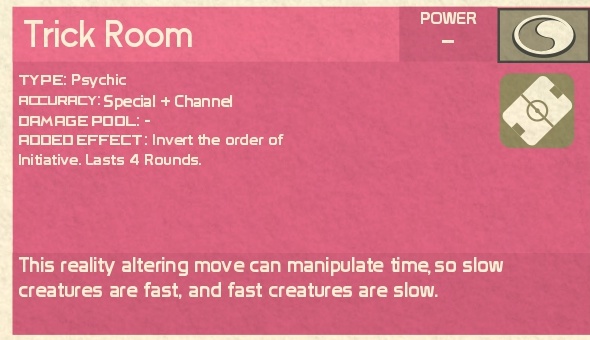 Trick Room
POWER
–
TYPE: Psychic
ACCURACY: Special + Channel
DAMAGE POOL: -
ADDED EFFECT: Invert the order of
Initiative. Lasts 4 Rounds.
This reality altering move can manipulate time, so slow
creatures are fast, and fast creatures are slow.